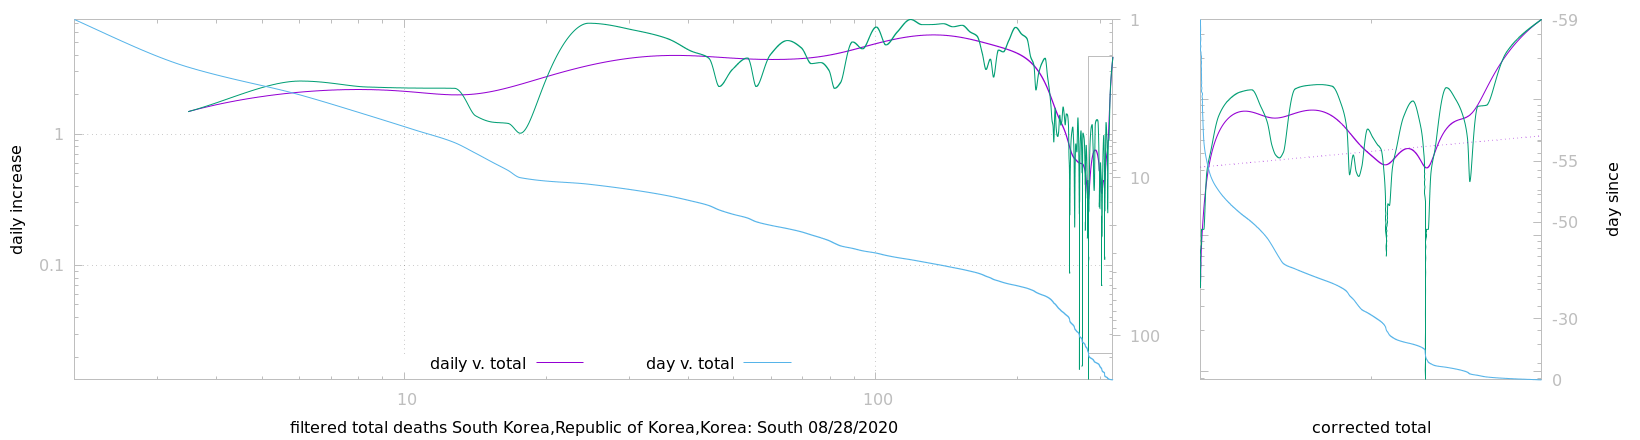 1
-59
daily increase
1
-55
10
-50
day since
0.1
-30
100
daily v. total
day v. total
0
10
100
filtered total deaths South Korea,Republic of Korea,Korea: South 08/28/2020
corrected total